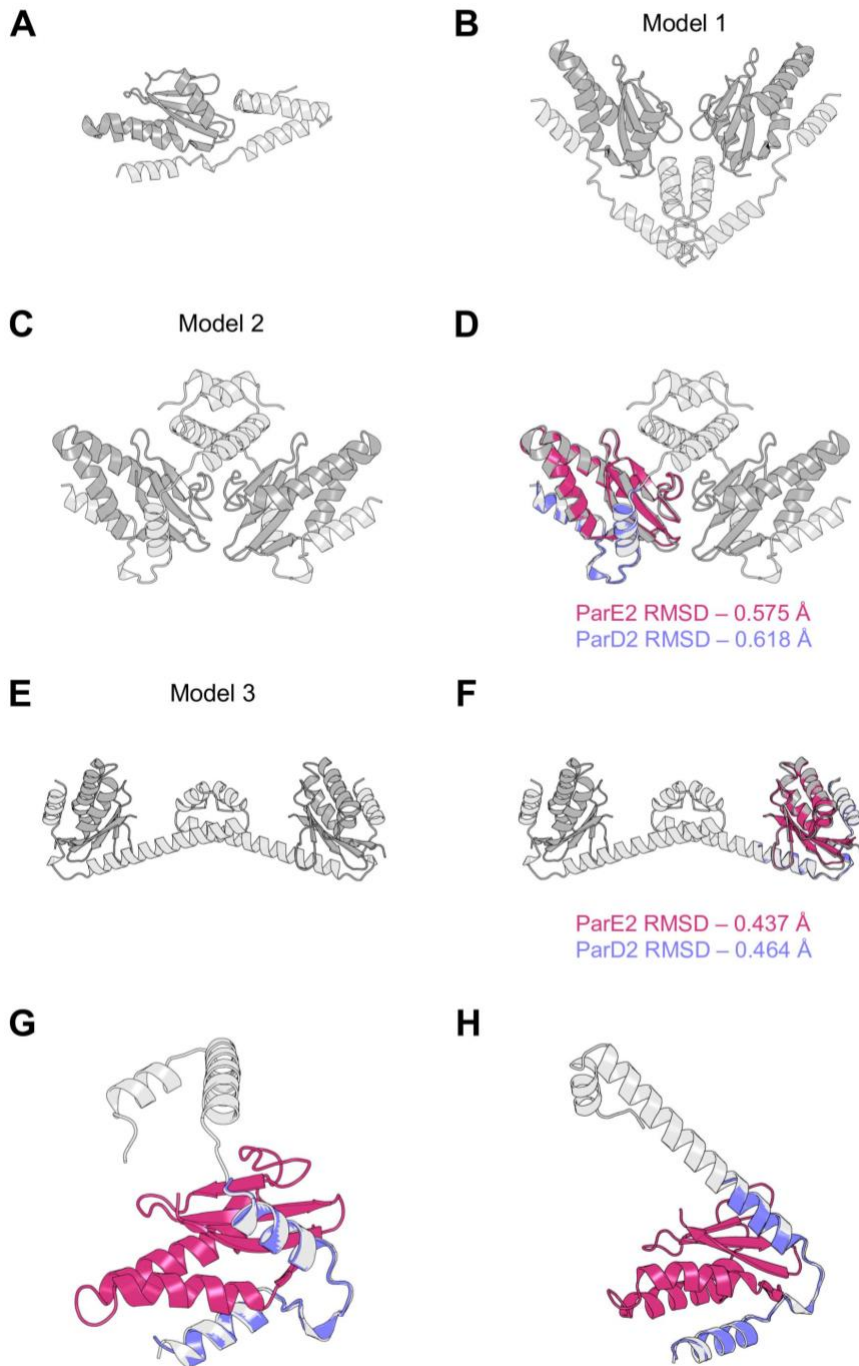 A
B
Model 1
C
Model 2
D
ParE2 RMSD – 0.575 Å
ParD2 RMSD – 0.618 Å
E
Model 3
F
ParE2 RMSD – 0.437 Å
ParD2 RMSD – 0.464 Å
G
H